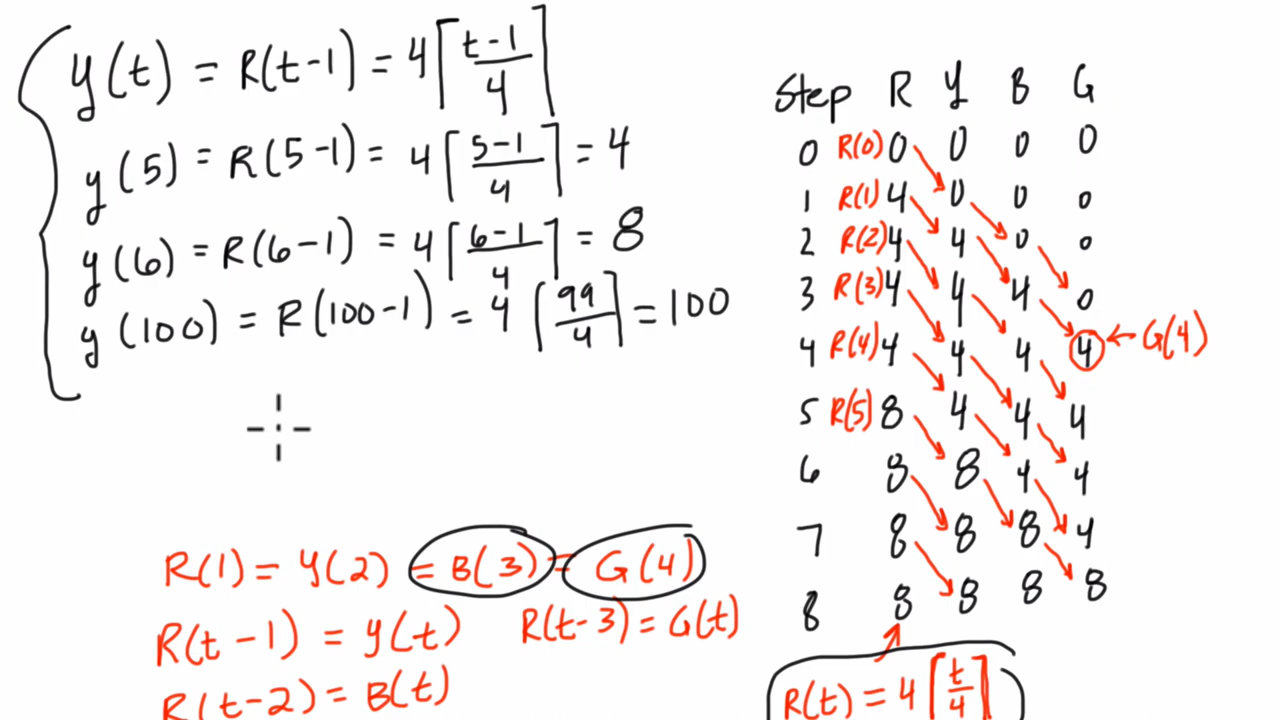 y(t) = R(t-1) = 4⌈(t-1)/4⌉
y(5) = R(5-1) = 4⌈(5-1)/4⌉ = 4
y(6) = R(6-1) = 4⌈(6-1)/4⌉ = 8
y(100) = R(100-1) = 4⌈99/4⌉ = 100
R(1) = Y(2) = B(3) = G(4)
R(t-1) = Y(t) R(t-3) = G(t)
R(t-2) = B(t)
Step R Y B G
0 R(0) 0 0 0 0
1 R(1) 4 0 0 0
2 R(2) 4 4 0 0
3 R(3) 4 4 4 0
4 R(4) 4 4 4 4 ← G(4)
5 R(5) 8 4 4 4
6 8 8 4 4
7 8 8 8 4
8 8 8 8 8
R(t) = 4⌈t/4⌉